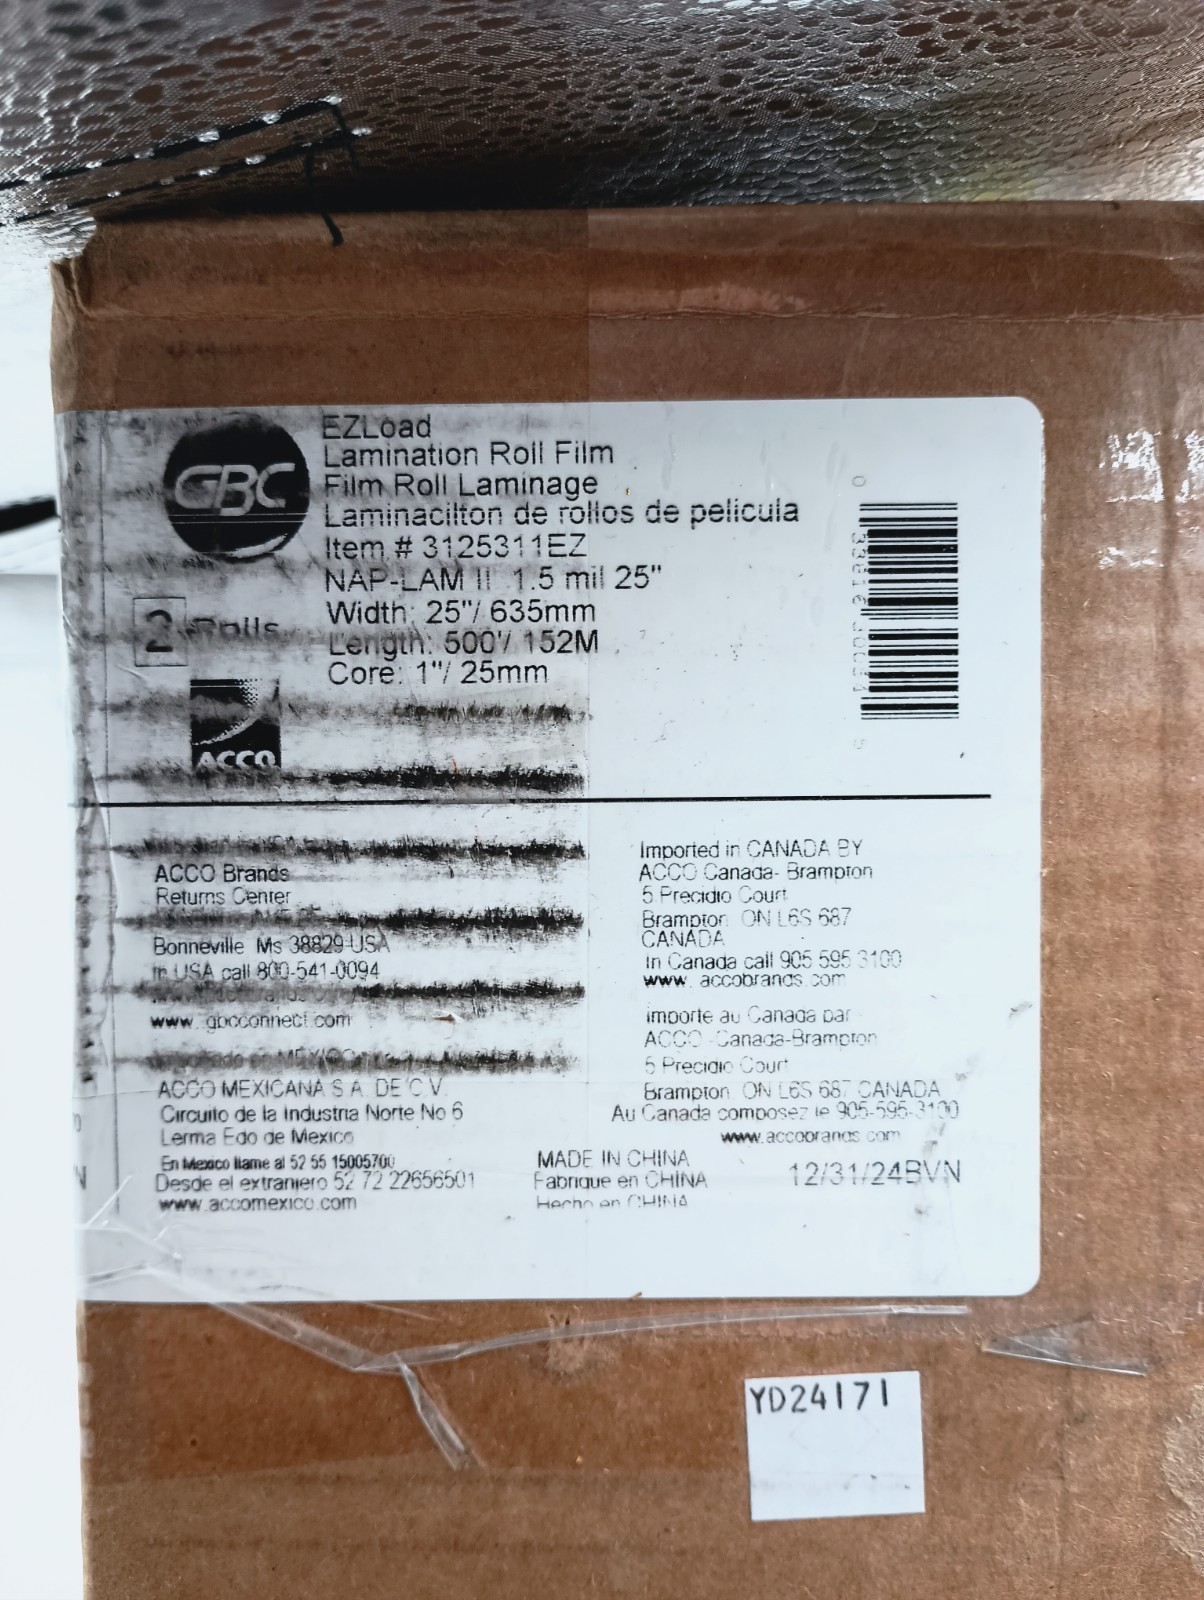 GBC
EZLoad
Lamination Roll Film
Film Roll Laminage
Laminacilton de rollos de pelicula
Item # 3125311EZ
NAP-LAM II 1.5 mil 25"
Width: 25"/ 635mm
Length: 500'/ 152M
Core: 1"/ 25mm
2 Rolls
ACCO
ACCO Brands
Returns Center
Bonneville Ms 38829 USA
In USA call 800-541-0094
www.gbcconnect.com
ACCO MEXICANA S.A. DE C.V.
Circuito de la Industria Norte No 6
Lerma Edo de Mexico
En Mexico llame al 52 55 15005700
Desde el extranjero 52 72 22656501
www.accomexico.com
Imported in CANADA BY
ACCO Canada- Brampton
5 Precidio Court
Brampton ON L6S 6B7
CANADA
In Canada call 905 595 3100
www. accobrands.com
Importe au Canada par
ACCO -Canada-Brampton
5 Precidio Court
Brampton ON L6S 6B7 CANADA
Au Canada composez le 905-595-3100
www.accobrands.com
MADE IN CHINA
Fabrique en CHINA
Hecho en CHINA
12/31/24BVN
YD24171